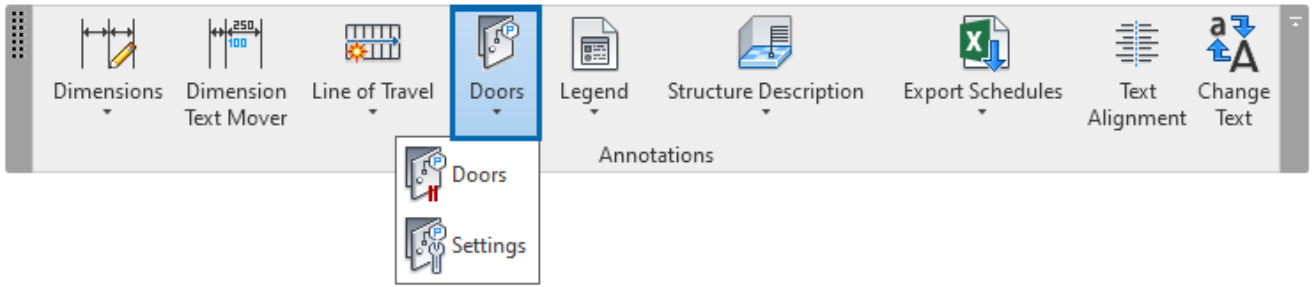 250
100
P
Dimensions
Dimension
Text Mover
Line of Travel
Doors
Legend
Structure Description
Export Schedules
Text
Alignment
Change
Text
X
a
A
Annotations
P
Doors
P
Settings